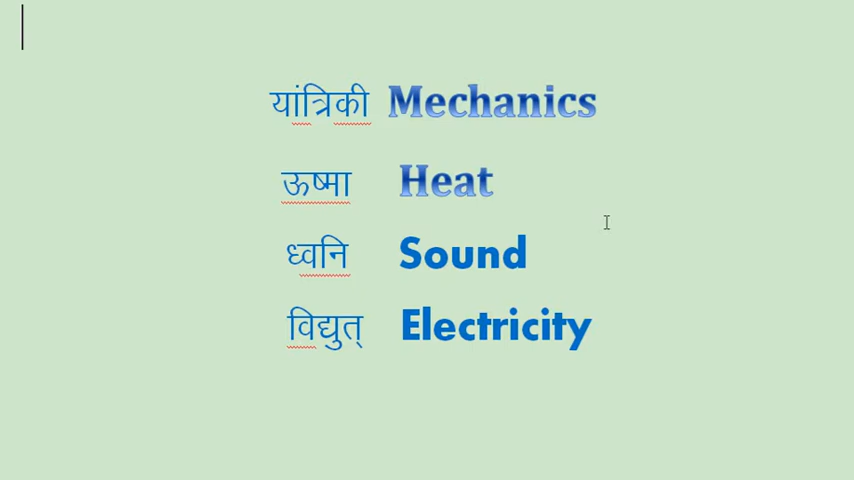 यांत्रिकी Mechanics
ऊष्मा Heat
ध्वनि Sound
विद्युत् Electricity